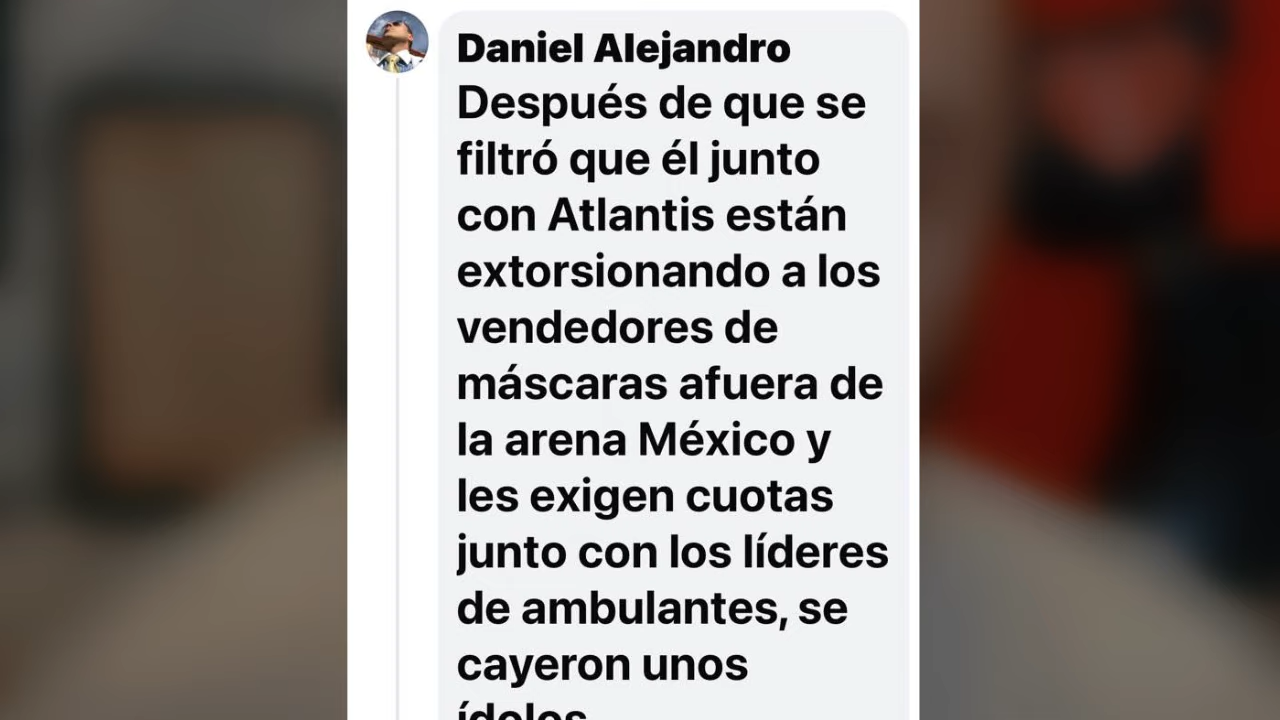 Daniel Alejandro
Después de que se
filtró que él junto
con Atlantis están
extorsionando a los
vendedores de
máscaras afuera de
la arena México y
les exigen cuotas
junto con los líderes
de ambulantes, se
cayeron unos
ídolos